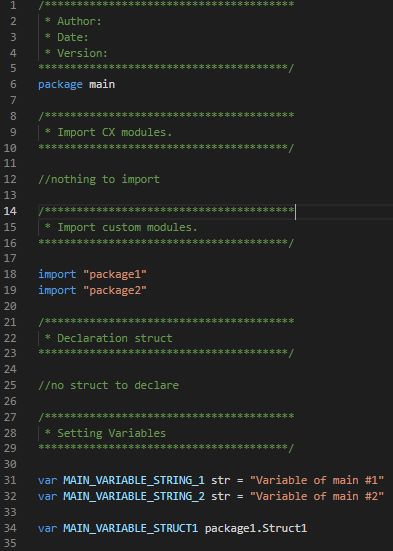 1 /***************************************
2 * Author:
3 * Date:
4 * Version:
5 ***************************************/
6 package main
7
8 /***************************************
9 * Import CX modules.
10 ***************************************/
11
12 //nothing to import
13
14 /***************************************
15 * Import custom modules.
16 ***************************************/
17
18 import "package1"
19 import "package2"
20
21 /***************************************
22 * Declaration struct
23 ***************************************/
24
25 //no struct to declare
26
27 /***************************************
28 * Setting Variables
29 ***************************************/
30
31 var MAIN_VARIABLE_STRING_1 str = "Variable of main #1"
32 var MAIN_VARIABLE_STRING_2 str = "Variable of main #2"
33
34 var MAIN_VARIABLE_STRUCT1 package1.Struct1
35